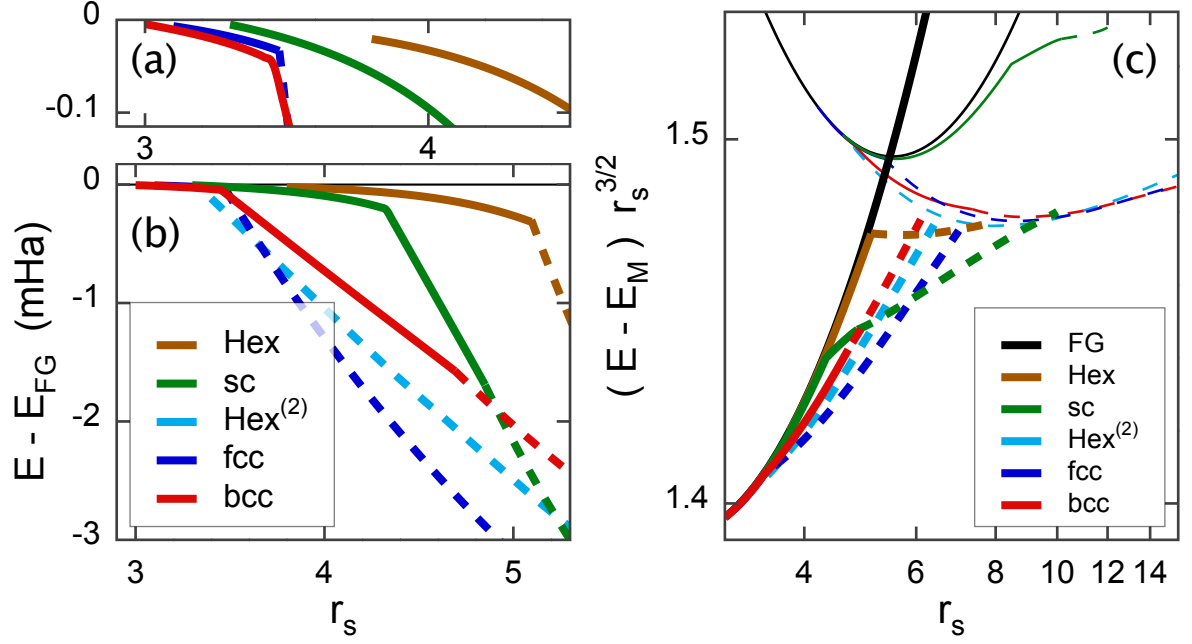 0
-0.1
(a)
3
4
0
-1
-2
-3
E - E_FG (mHa)
(b)
Hex
sc
Hex^(2)
fcc
bcc
3
4
5
r_s
1.5
1.4
( E - E_M ) r_s^3/2
(c)
FG
Hex
sc
Hex^(2)
fcc
bcc
4
6
8
10
12
14
r_s